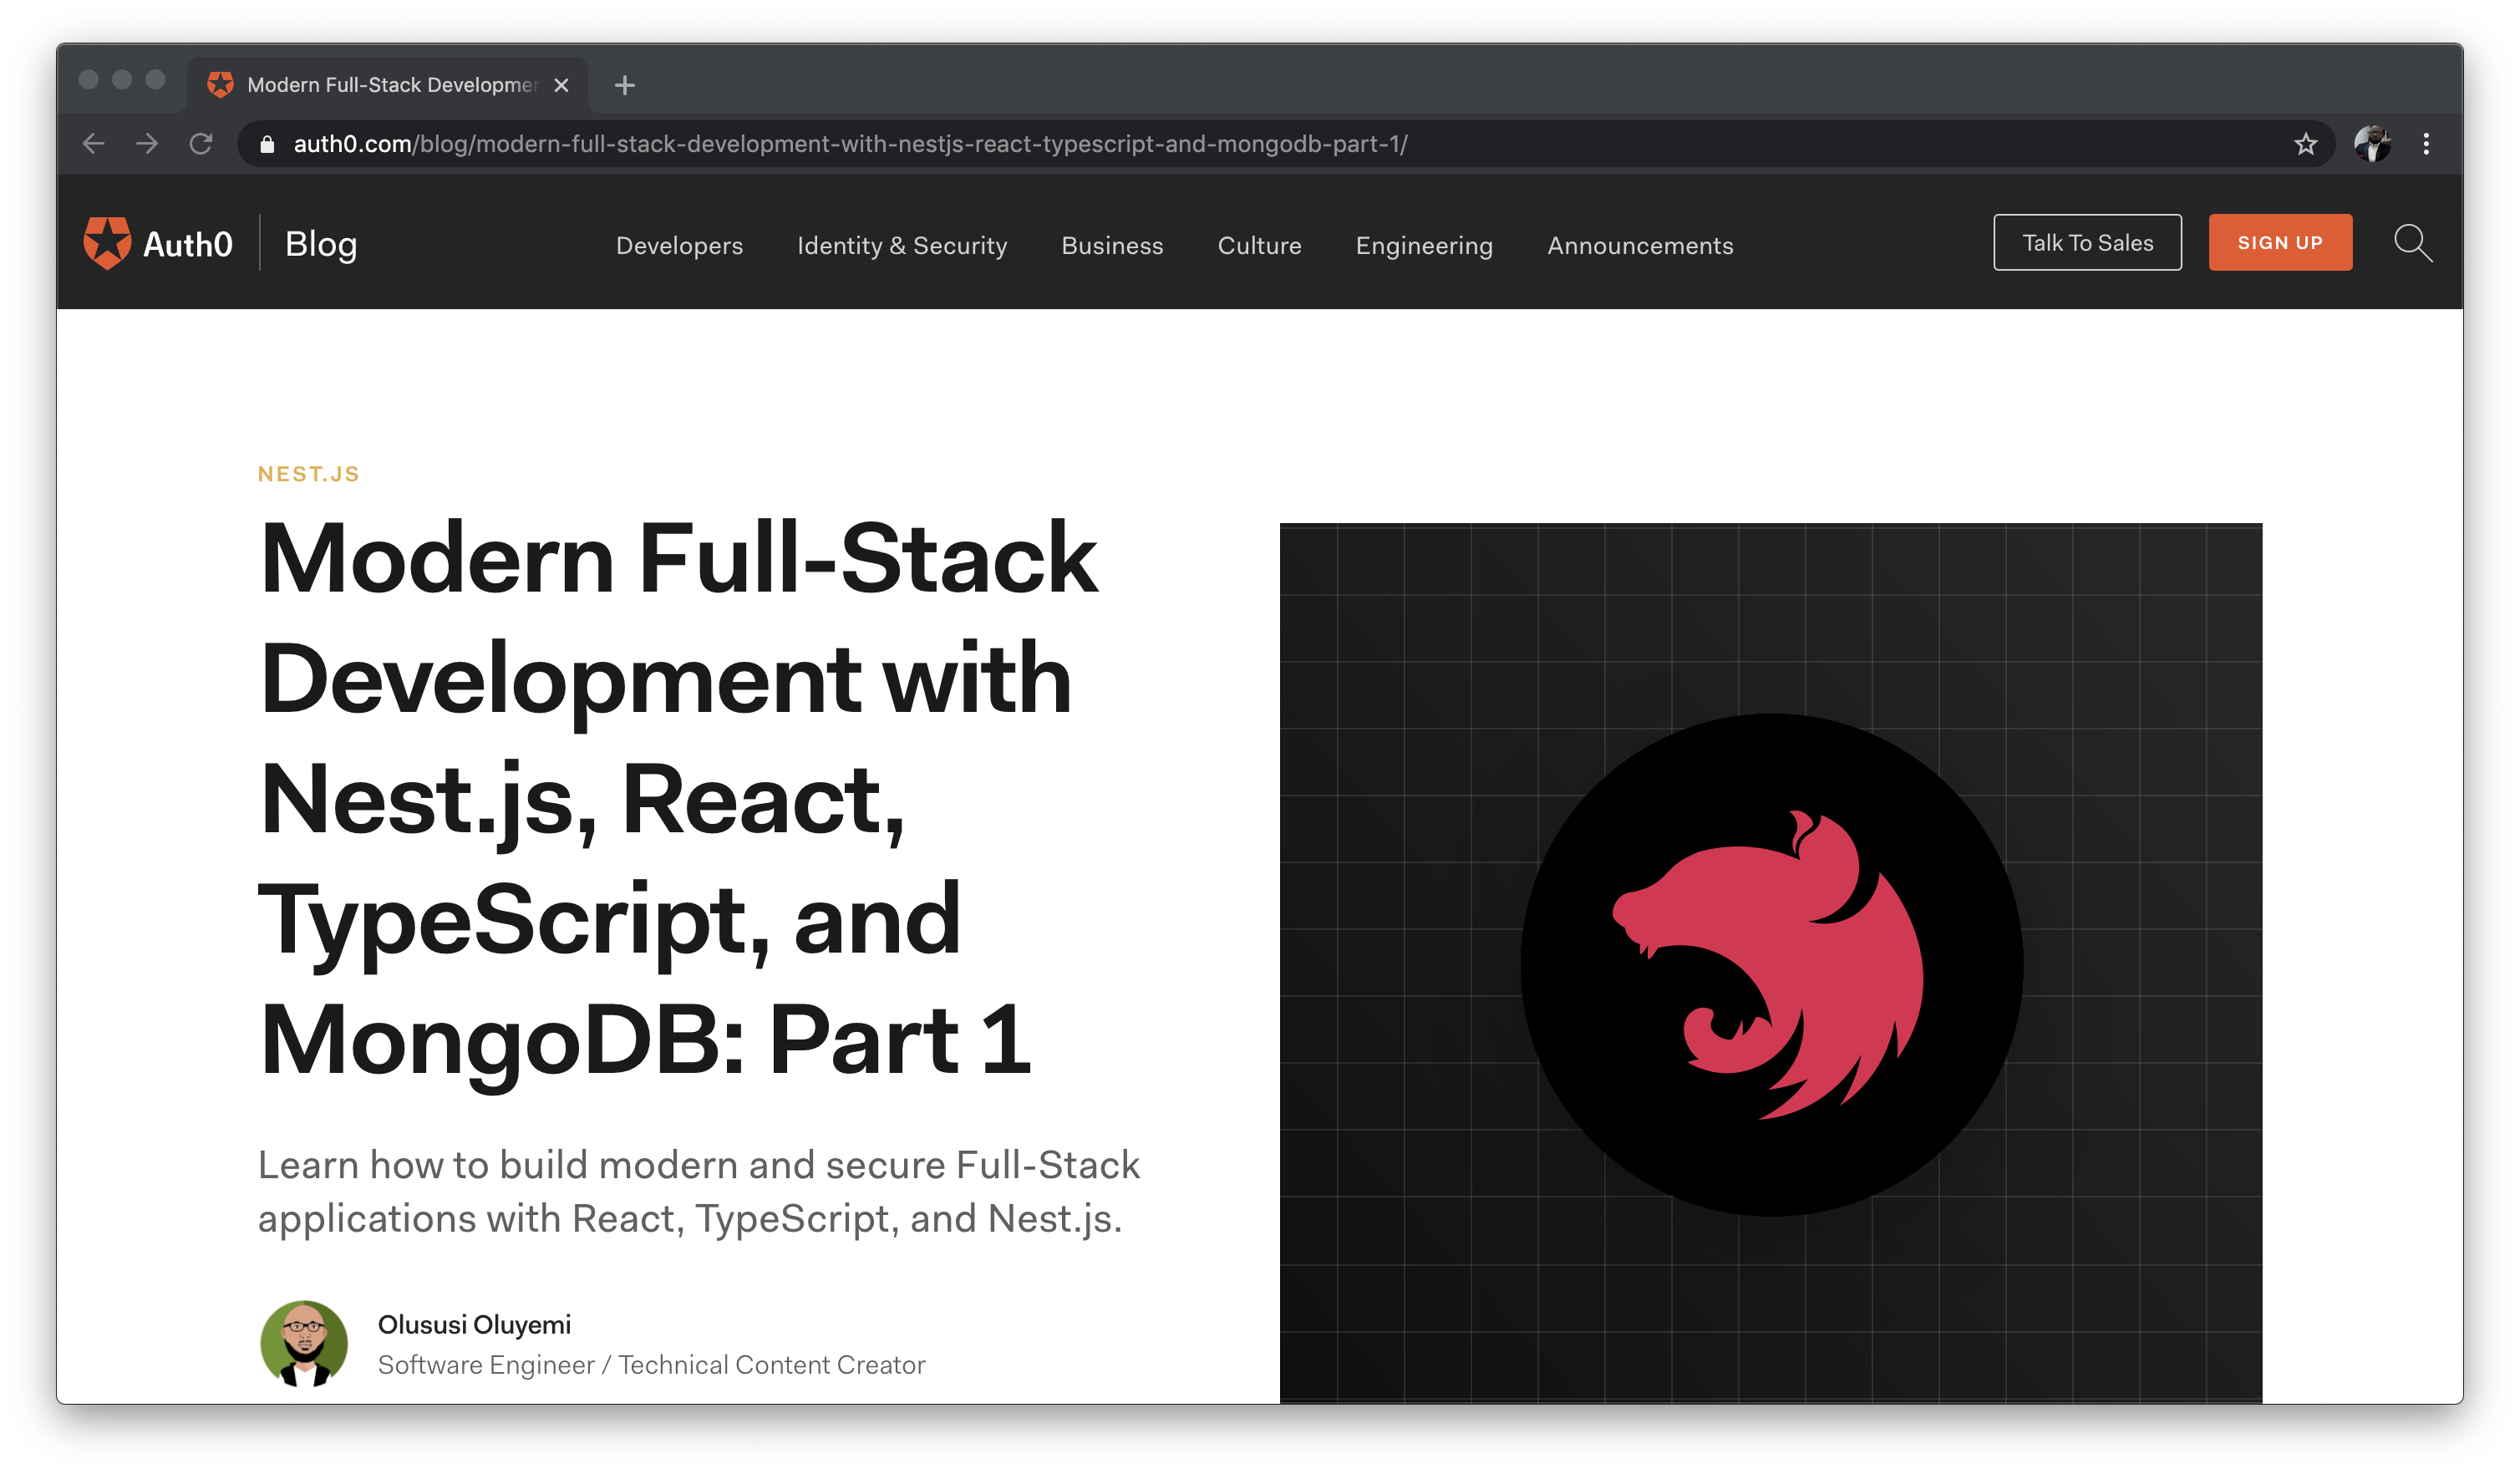 Modern Full-Stack Developmen
auth0.com/blog/modern-full-stack-development-with-nestjs-react-typescript-and-mongodb-part-1/
Auth0 Blog Developers Identity & Security Business Culture Engineering Announcements Talk To Sales SIGN UP
NEST.JS
Modern Full-Stack
Development with
Nest.js, React,
TypeScript, and
MongoDB: Part 1
Learn how to build modern and secure Full-Stack
applications with React, TypeScript, and Nest.js.
Olususi Oluyemi
Software Engineer / Technical Content Creator